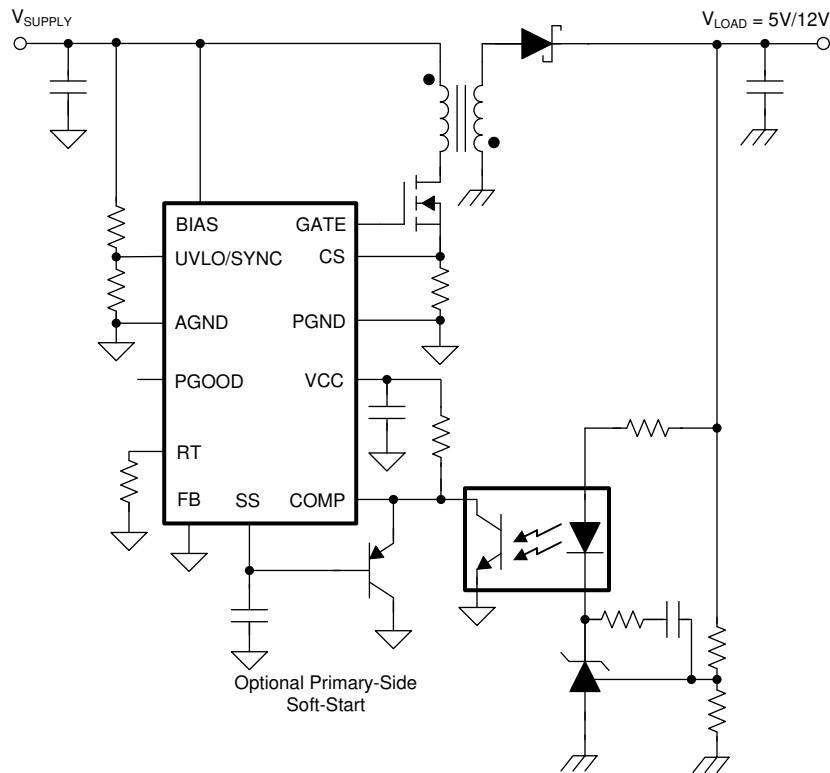 VSUPPLY
VLOAD = 5V/12V
BIAS
GATE
UVLO/SYNC
CS
AGND
PGND
PGOOD
VCC
RT
FB
SS
COMP
Optional Primary-Side
Soft-Start